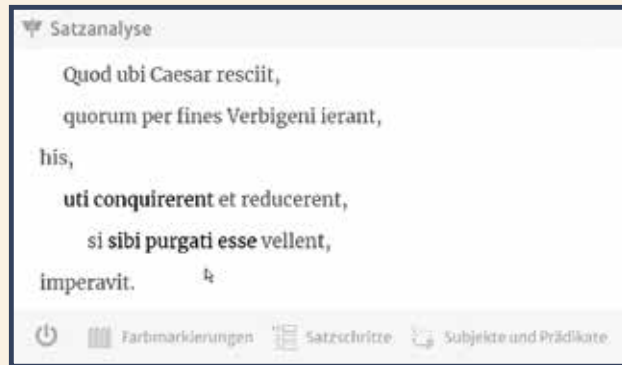 Satzanalyse
Quod ubi Caesar resciit,
quorum per fines Verbigeni ierant,
his,
uti conquirerent et reducerent,
si sibi purgati esse vellent,
imperavit.
Farbmarkierungen Satzschritte Subjekte und Prädikate